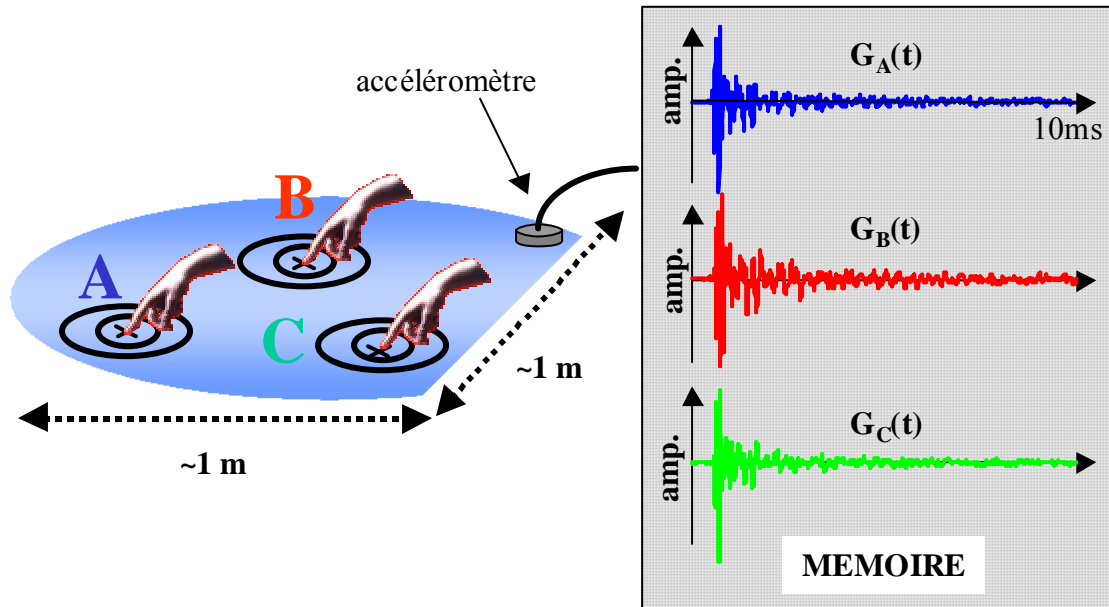 accéléromètre
A
B
C
~1 m
~1 m
amp.
G_A(t)
10ms
amp.
G_B(t)
amp.
G_C(t)
MEMOIRE